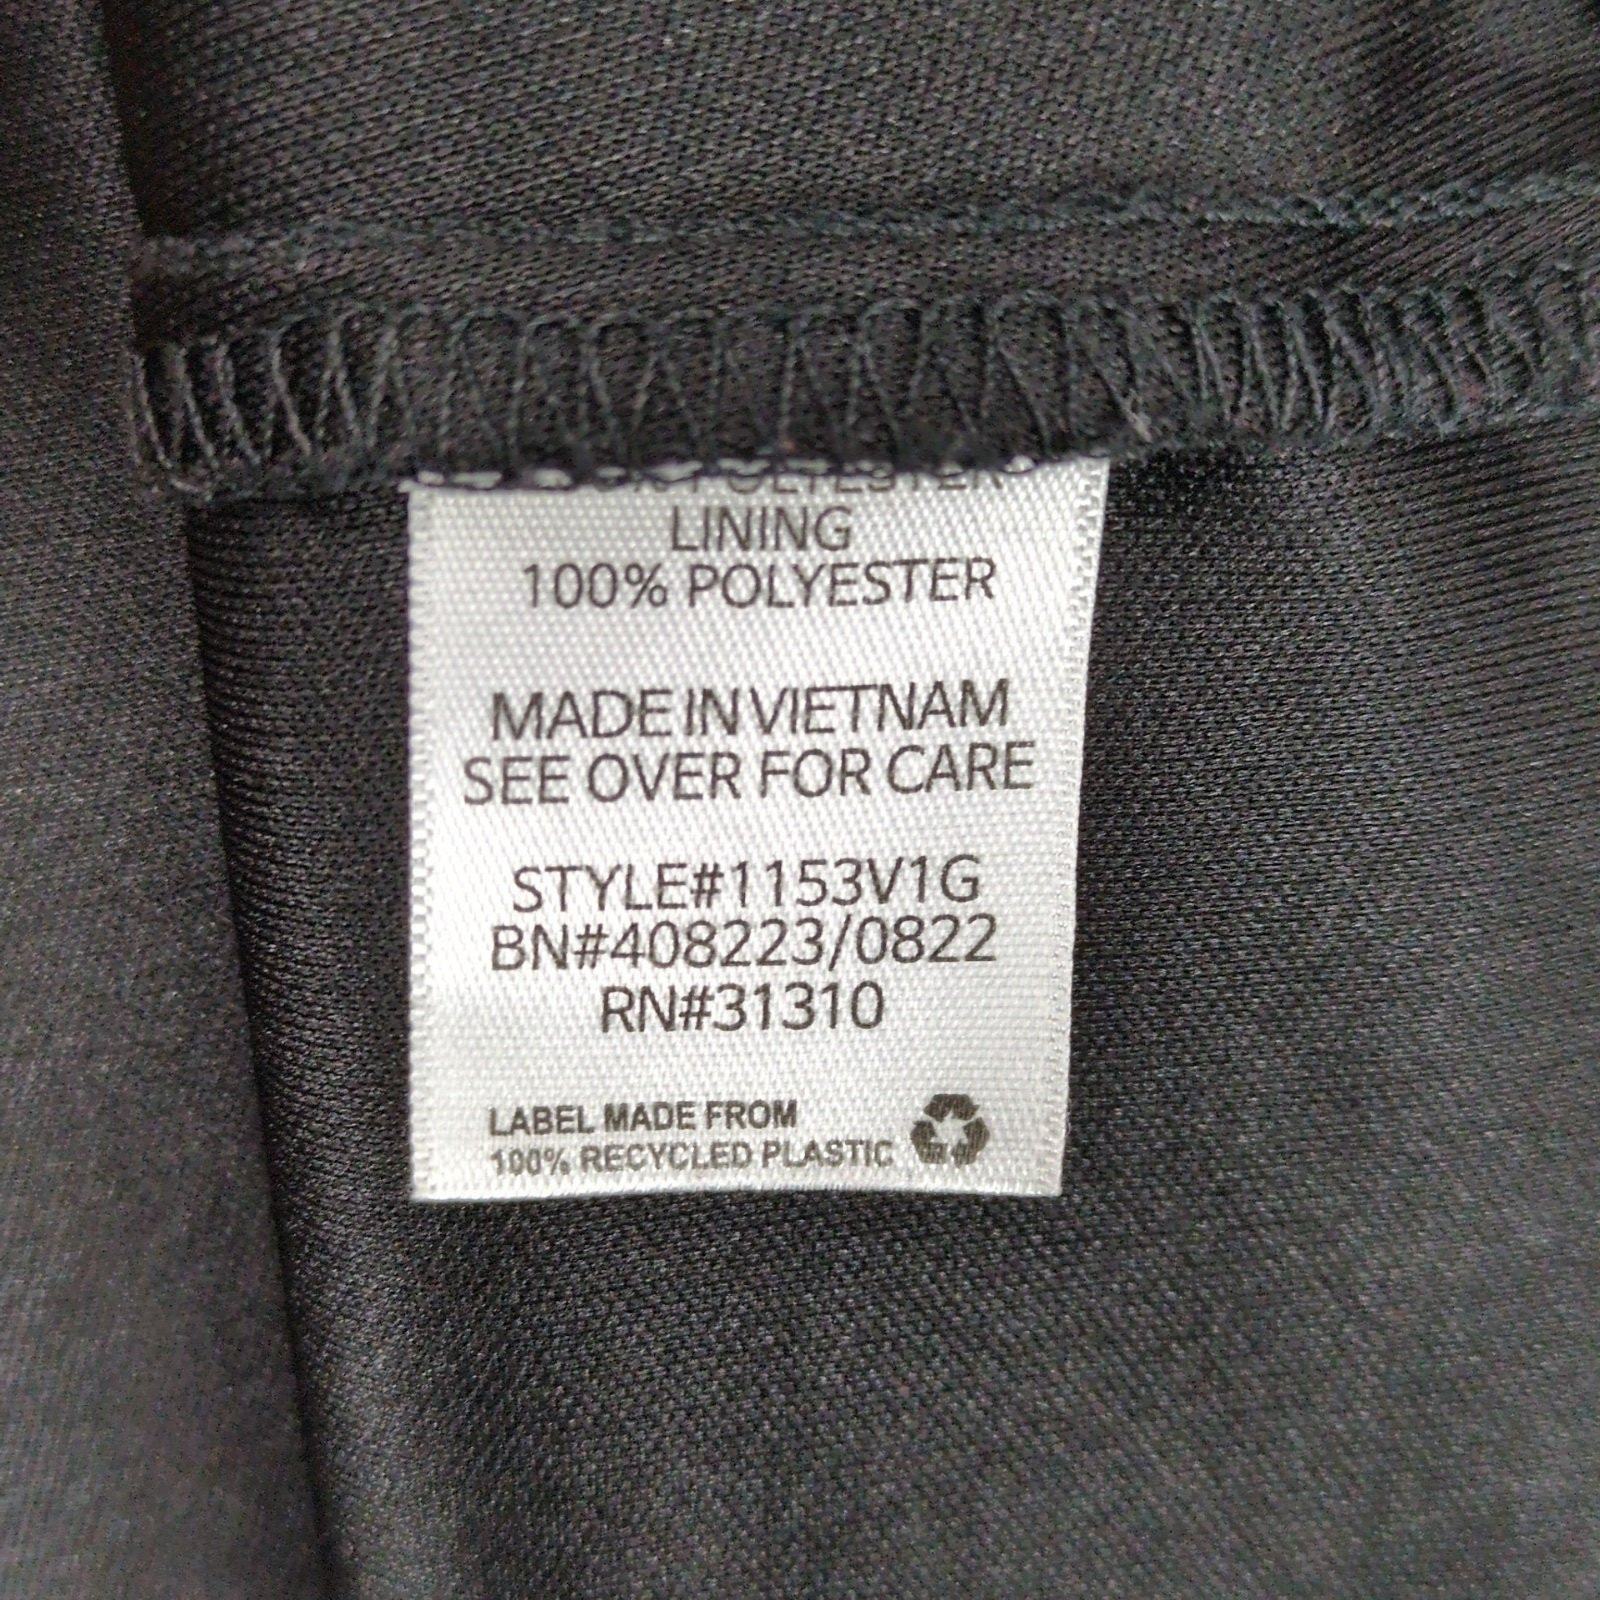 POLYESTER
LINING
100% POLYESTER
MADE IN VIETNAM
SEE OVER FOR CARE
STYLE#1153V1G
BN#408223/0822
RN#31310
LABEL MADE FROM
100% RECYCLED PLASTIC